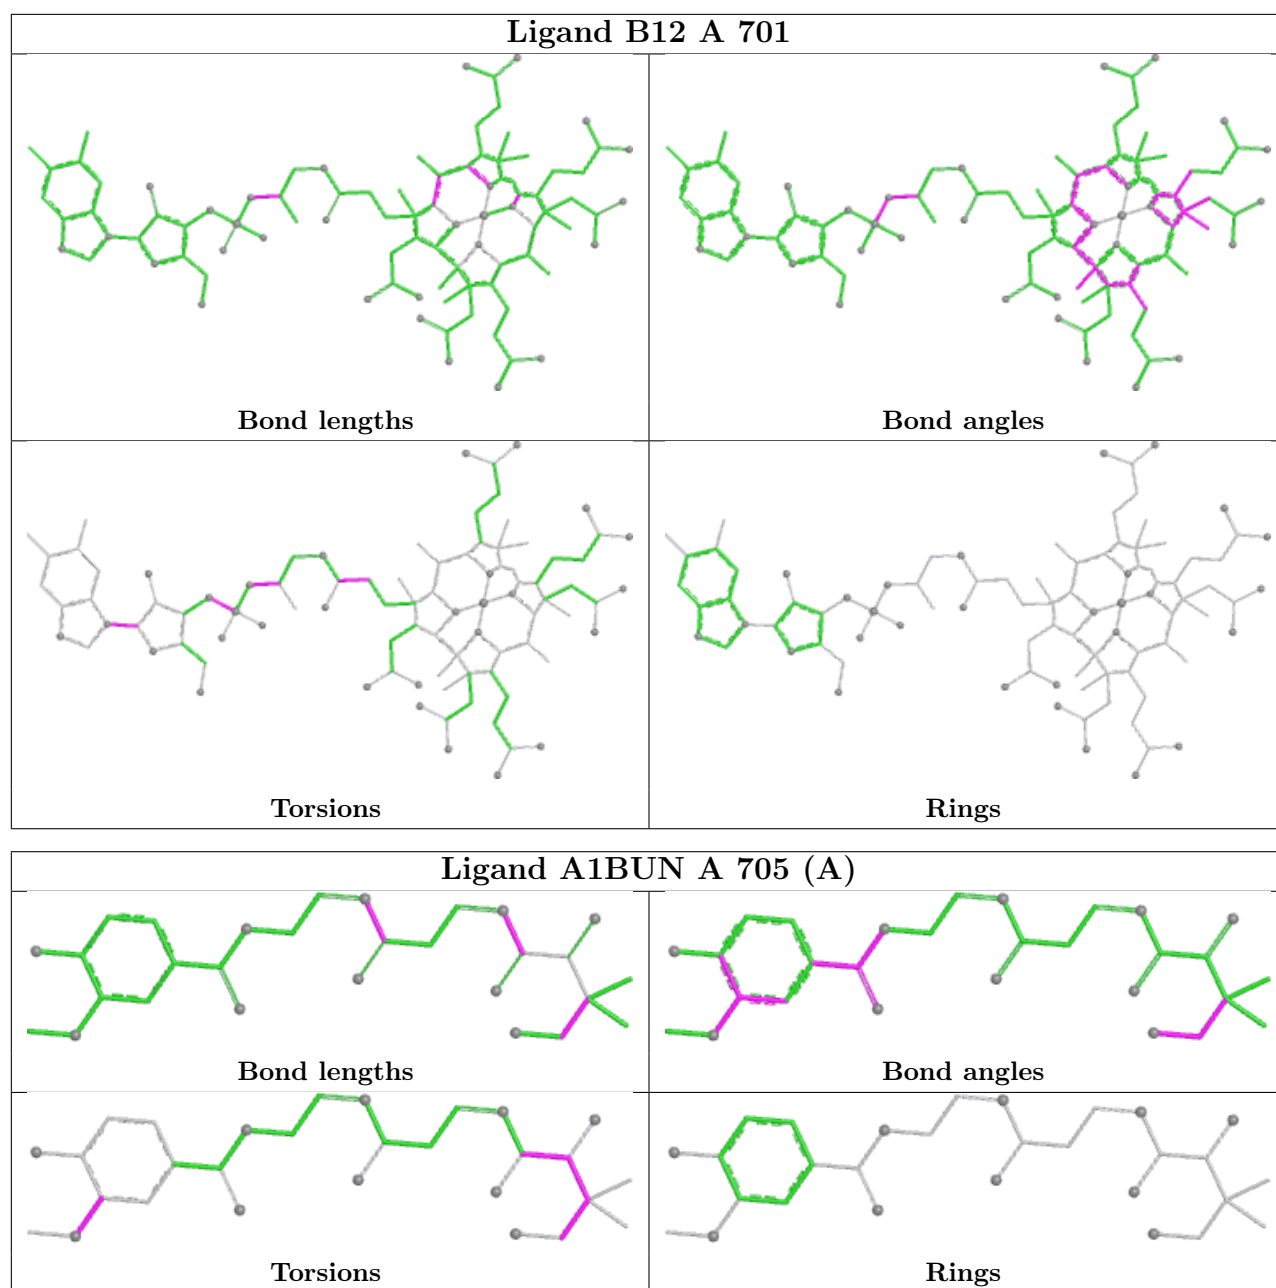 Ligand B12 A 701
Bond lengths
Bond angles
Torsions
Rings
Ligand A1BUN A 705 (A)
Bond lengths
Bond angles
Torsions
Rings